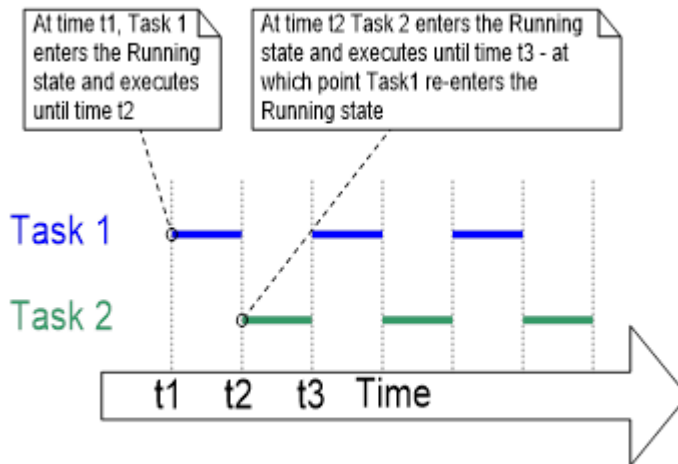 At time t1, Task 1
enters the Running
state and executes
until time t2
At time t2 Task 2 enters the Running
state and executes until time t3 - at
which point Task1 re-enters the
Running state
Task 1
Task 2
t1 t2 t3 Time